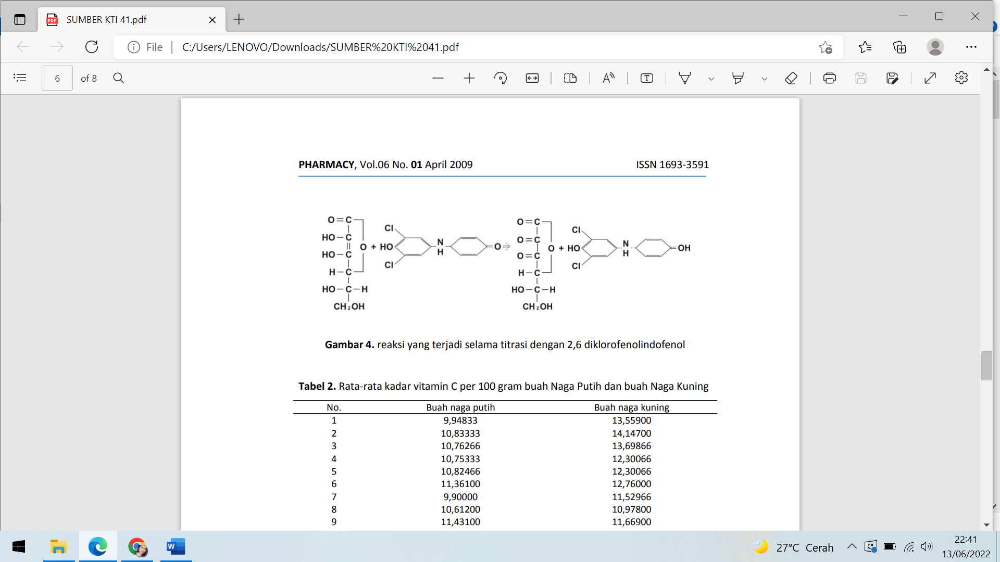 SUMBER KTI 41.pdf
File
C:/Users/LENOVO/Downloads/SUMBER%20KTI%2041.pdf
6 of 8
PHARMACY, Vol.06 No. 01 April 2009 ISSN 1693-3591
O=C
HO-C
HO-C
H-C
HO-C-H
CH2OH
O + HO
Cl
Cl
N
H
=O
O=C
O=C
O=C
H-C
HO-C-H
CH2OH
O + HO
Cl
Cl
N
H
OH
Gambar 4. reaksi yang terjadi selama titrasi dengan 2,6 diklorofenolindofenol
Tabel 2. Rata-rata kadar vitamin C per 100 gram buah Naga Putih dan buah Naga Kuning
No. Buah naga putih Buah naga kuning
1 9,94833 13,55900
2 10,83333 14,14700
3 10,76266 13,69866
4 10,75333 12,30066
5 10,82466 12,30066
6 11,36100 12,76000
7 9,90000 11,52966
8 10,61200 10,97800
9 11,43100 11,66900
27°C Cerah
22:41
13/06/2022